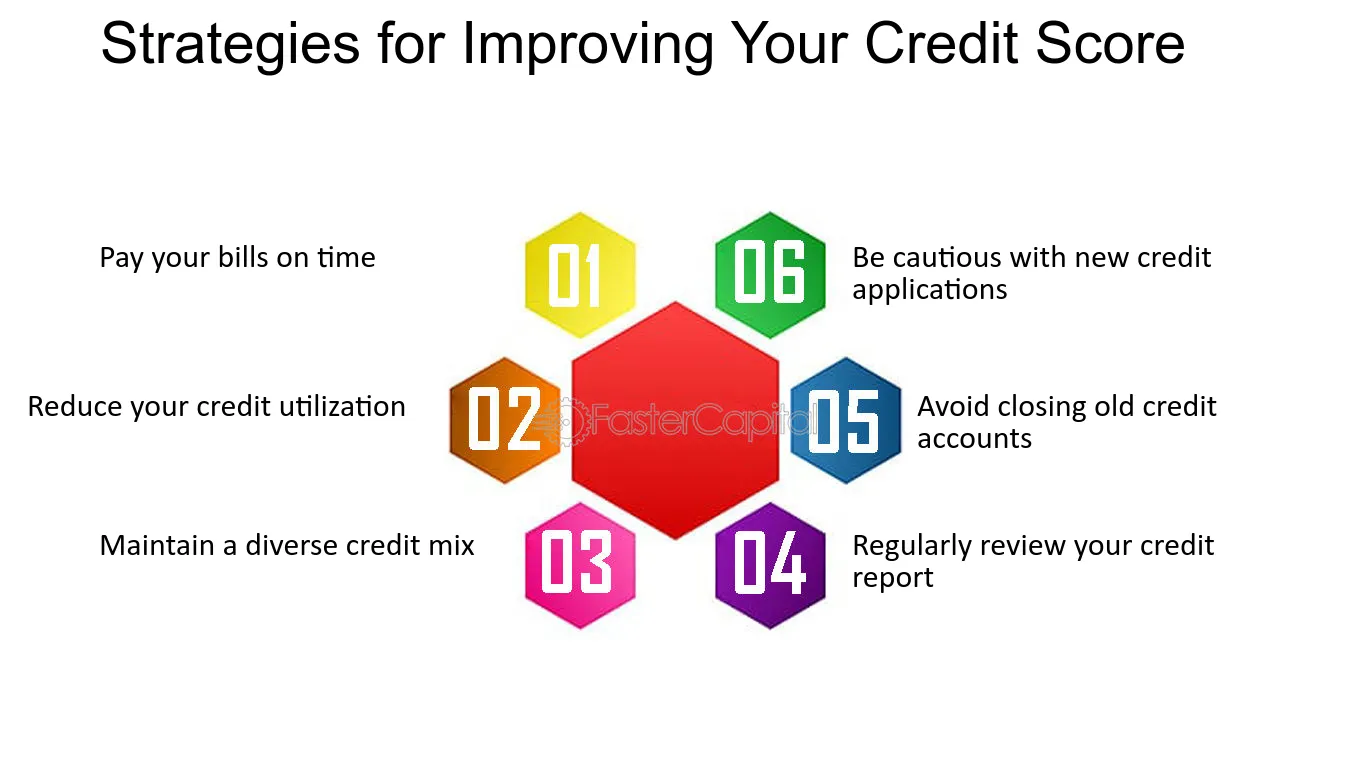 Strategies for Improving Your Credit Score
Pay your bills on time
01
06
Be cautious with new credit
applications
Reduce your credit utilization
02
FasterCapital
05
Avoid closing old credit
accounts
Maintain a diverse credit mix
03
04
Regularly review your credit
report